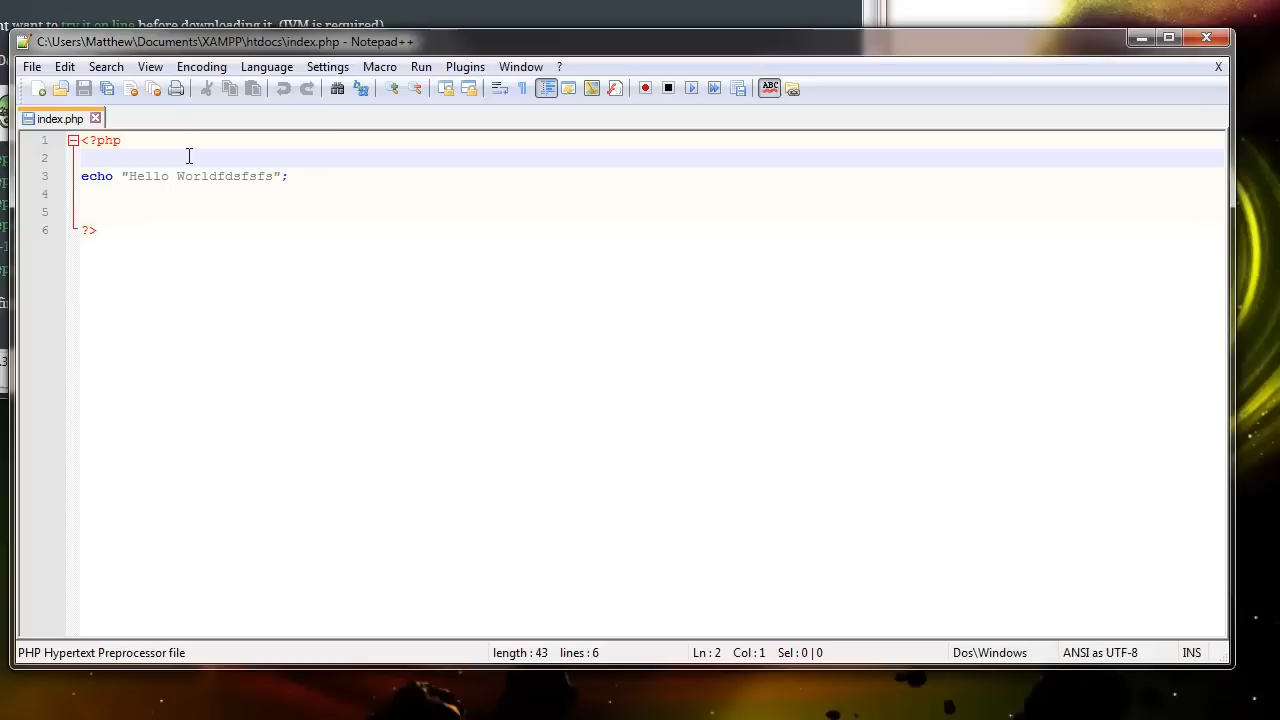 nt want to try it on line before downloading it. (JVM is required)
C:\Users\Matthew\Documents\XAMPP\htdocs\index.php - Notepad++
File Edit Search View Encoding Language Settings Macro Run Plugins Window ? X
ABC
index.php
1 <?php
2
3 echo "Hello Worldfdsfsfs";
4
5
6 ?>
PHP Hypertext Preprocessor file length : 43 lines : 6 Ln : 2 Col : 1 Sel : 0 | 0 Dos\Windows ANSI as UTF-8 INS